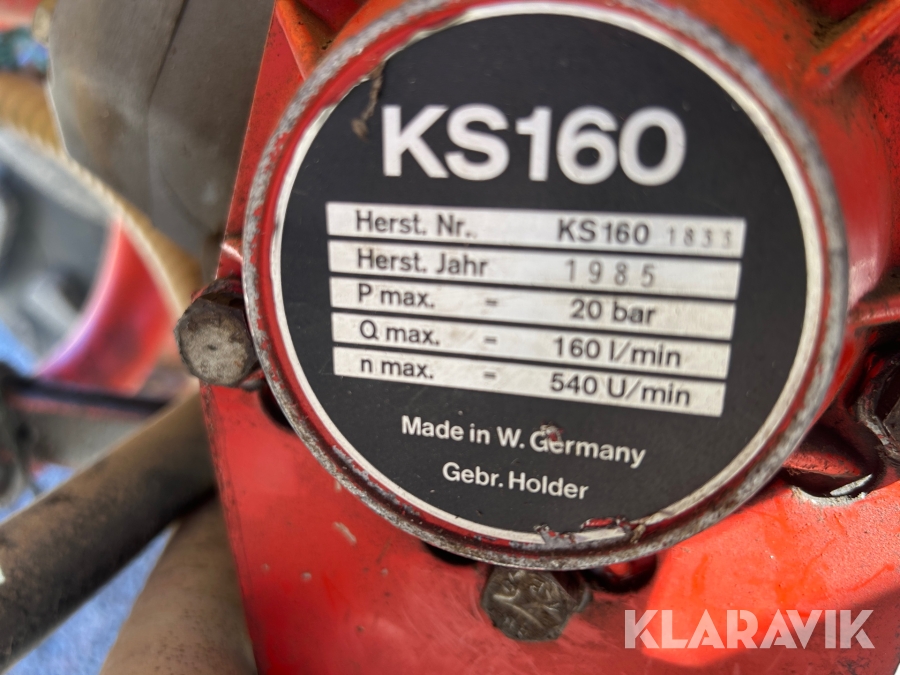 KS160
Herst. Nr. KS160 1833
Herst. Jahr 1985
P max. = 20 bar
Q max. = 160 l/min
n max. = 540 U/min
Made in W. Germany
Gebr. Holder
KLARAVIK